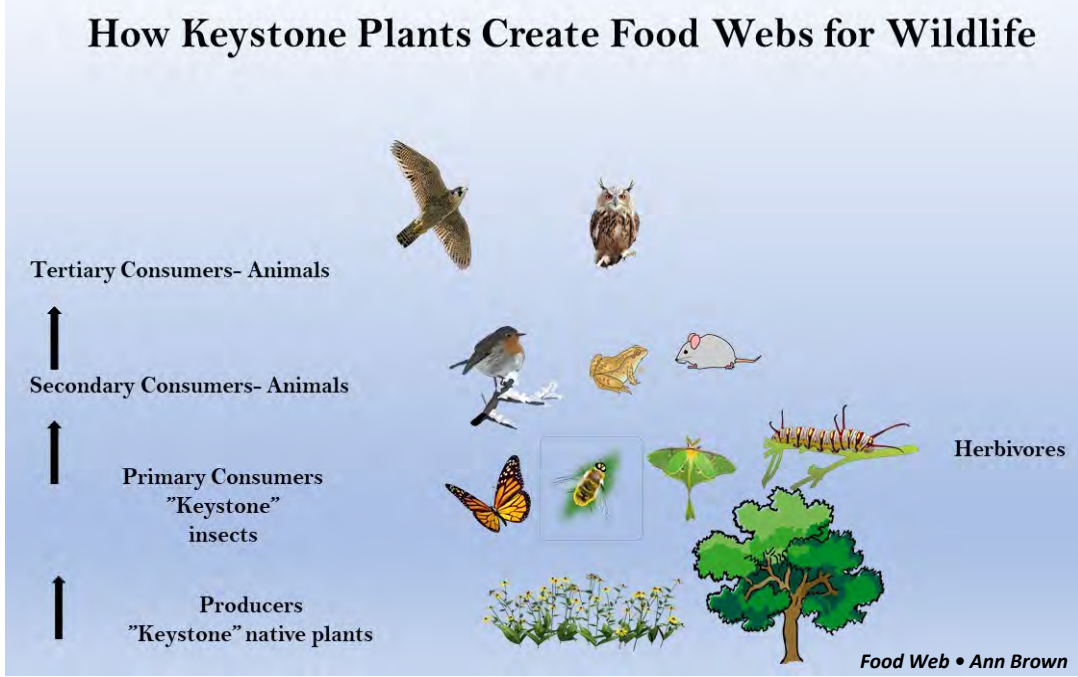 How Keystone Plants Create Food Webs for Wildlife
Tertiary Consumers- Animals
Secondary Consumers- Animals
Herbivores
Primary Consumers
”Keystone”
insects
Producers
”Keystone” native plants
Food Web • Ann Brown